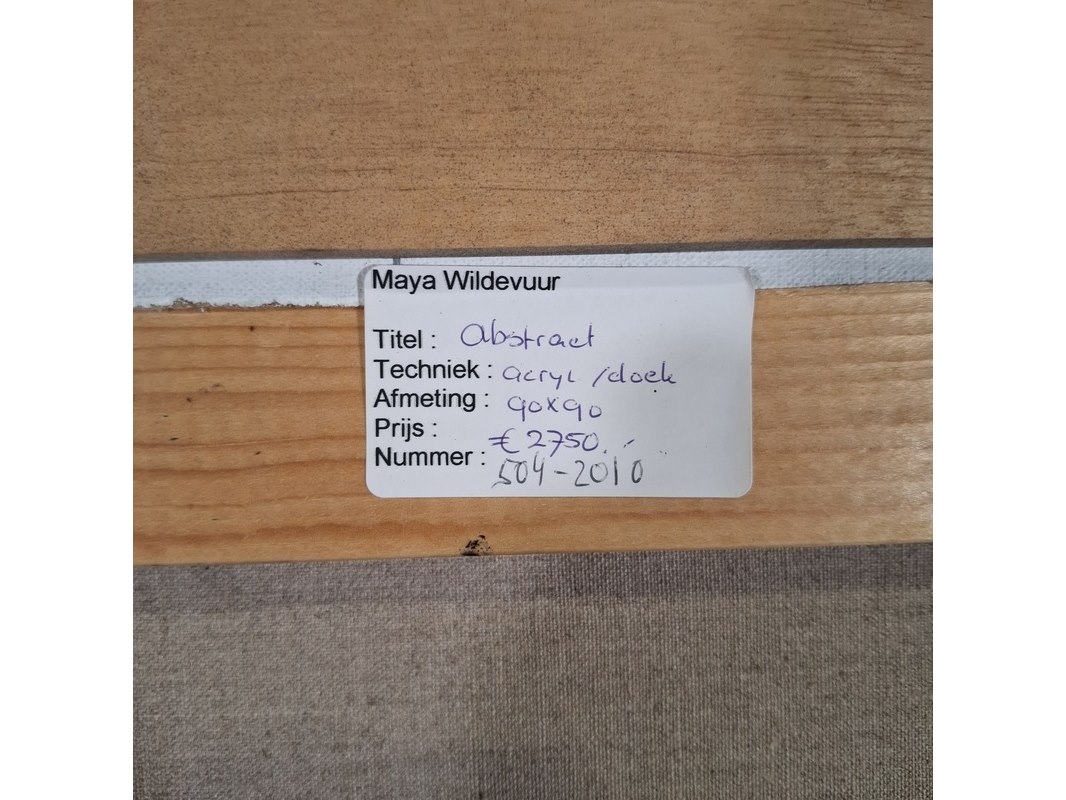 Maya Wildevuur
Titel : Abstract
Techniek : acryl /doek
Afmeting : 90x90
Prijs : € 2750.-
Nummer : 504-2010